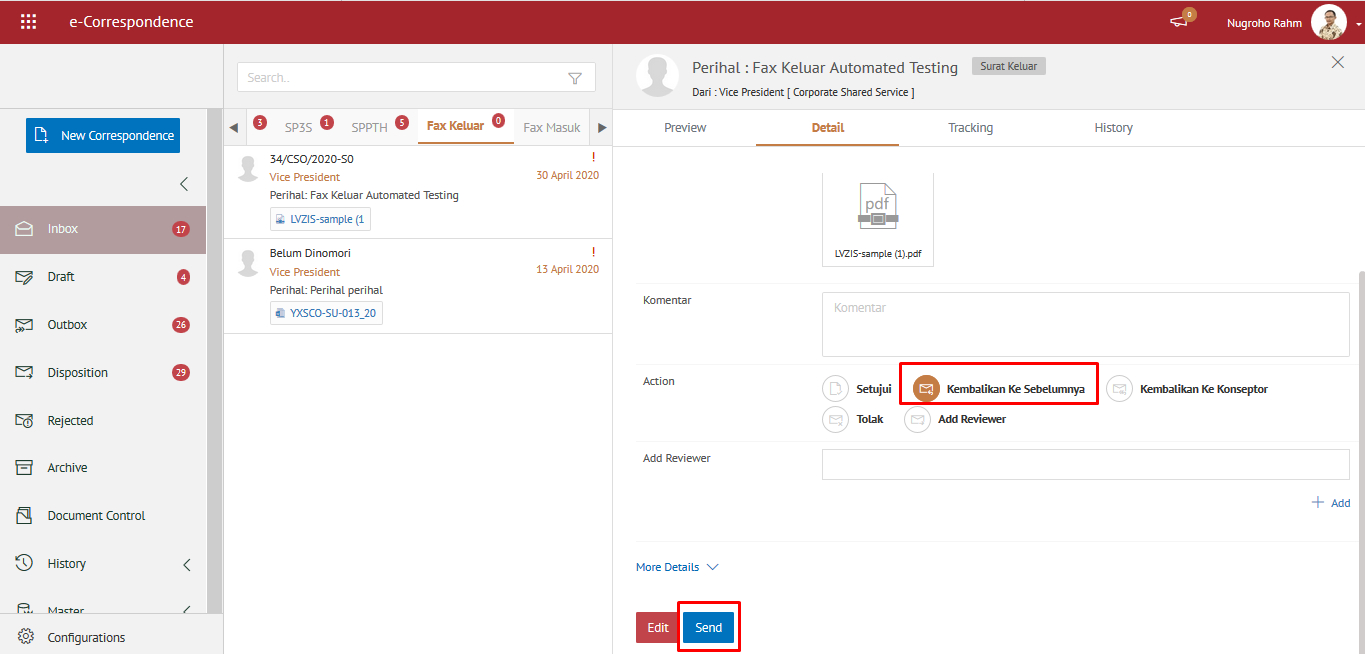 e-Correspondence
0
Nugroho Rahm
New Correspondence
Inbox 17
Draft 4
Outbox 26
Disposition 29
Rejected
Archive
Document Control
History
Master
Configurations
Search..
3 SP3S 1 SPPTH 5 Fax Keluar 0 Fax Masuk
34/CSO/2020-S0 !
Vice President 30 April 2020
Perihal: Fax Keluar Automated Testing
LVZIS-sample (1
Belum Dinomori !
Vice President 13 April 2020
Perihal: Perihal perihal
YXSCO-SU-013_20
Perihal : Fax Keluar Automated Testing Surat Keluar
Dari : Vice President [ Corporate Shared Service ]
Preview Detail Tracking History
pdf
LVZIS-sample (1).pdf
Komentar Komentar
Action Setujui Kembalikan Ke Sebelumnya Kembalikan Ke Konseptor
Tolak Add Reviewer
Add Reviewer
Add
More Details
Edit Send